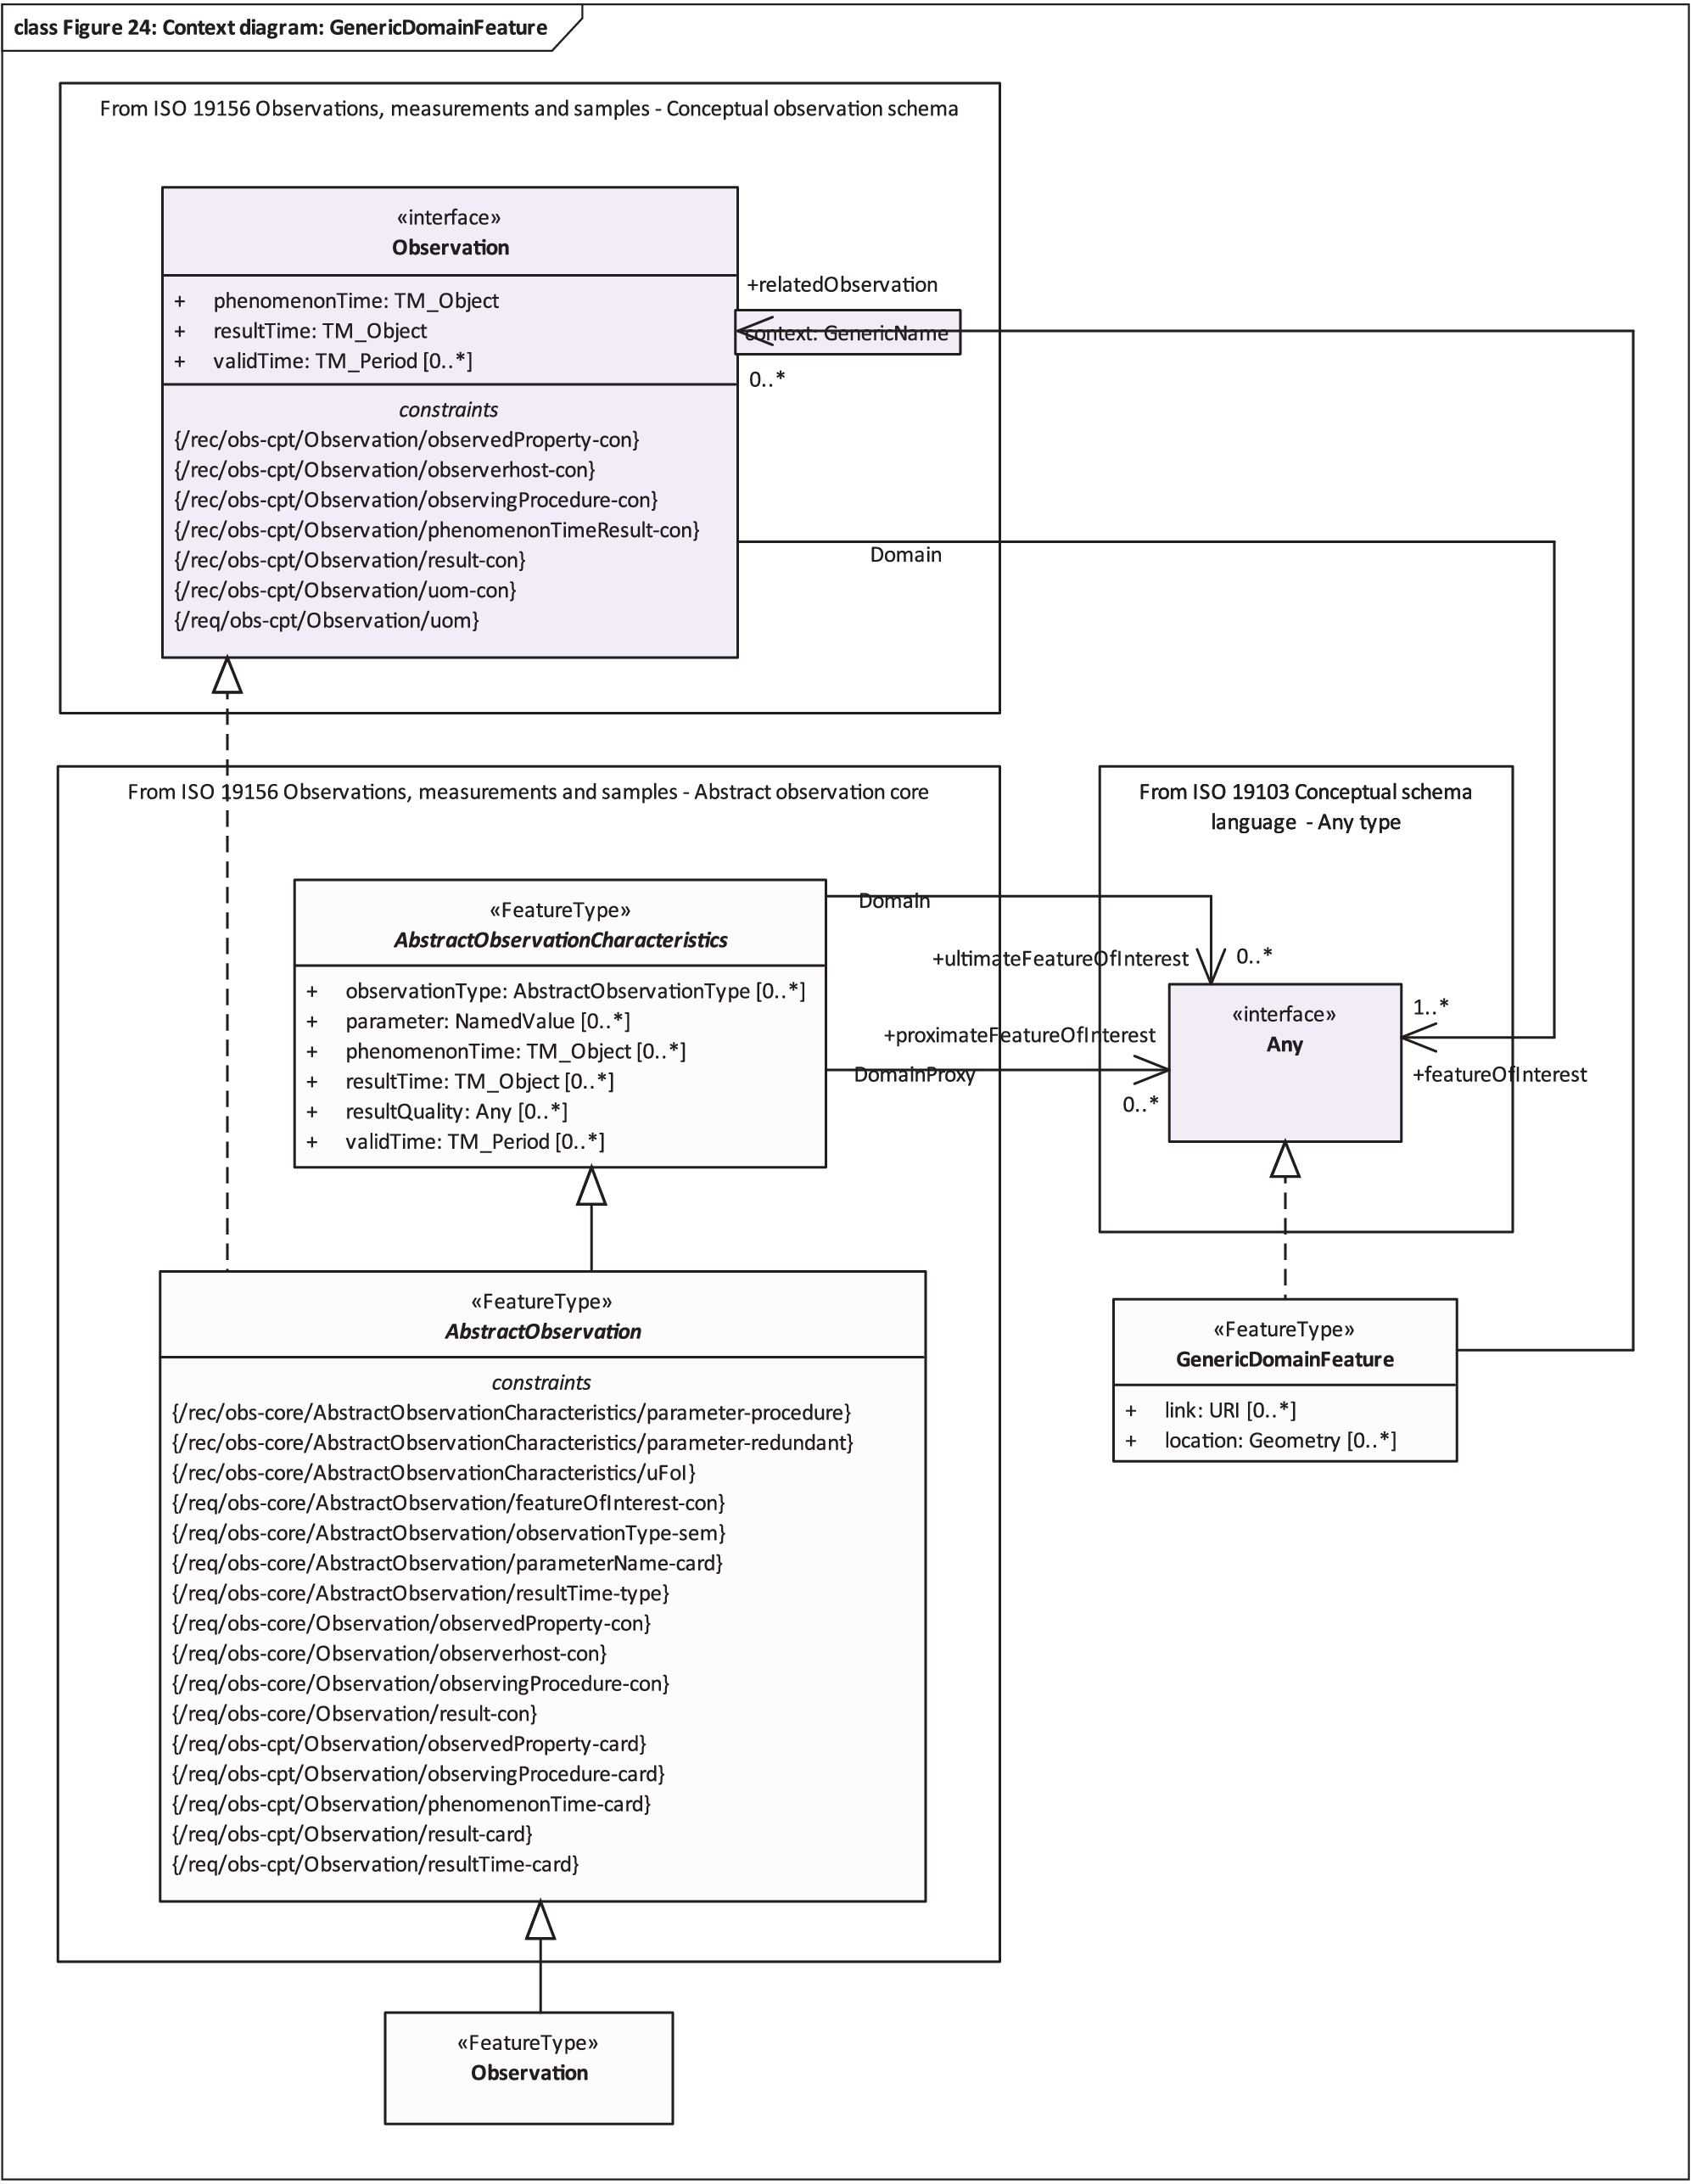 class Figure 24: Context diagram: GenericDomainFeature
From ISO 19156 Observations, measurements and samples - Conceptual observation schema
«interface»
Observation
+ phenomenonTime: TM_Object
+ resultTime: TM_Object
+ validTime: TM_Period [0..*]
constraints
{/rec/obs-cpt/Observation/observedProperty-con}
{/rec/obs-cpt/Observation/observerhost-con}
{/rec/obs-cpt/Observation/observingProcedure-con}
{/rec/obs-cpt/Observation/phenomenonTimeResult-con}
{/rec/obs-cpt/Observation/result-con}
{/rec/obs-cpt/Observation/uom-con}
{/req/obs-cpt/Observation/uom}
+relatedObservation
context: GenericName
0..*
Domain
From ISO 19156 Observations, measurements and samples - Abstract observation core
«FeatureType»
AbstractObservationCharacteristics
+ observationType: AbstractObservationType [0..*]
+ parameter: NamedValue [0..*]
+ phenomenonTime: TM_Object [0..*]
+ resultTime: TM_Object [0..*]
+ resultQuality: Any [0..*]
+ validTime: TM_Period [0..*]
Domain
+ultimateFeatureOfInterest
0..*
+proximateFeatureOfInterest
DomainProxy
0..*
From ISO 19103 Conceptual schema
language - Any type
«interface»
Any
1..*
+featureOfInterest
«FeatureType»
GenericDomainFeature
+ link: URI [0..*]
+ location: Geometry [0..*]
«FeatureType»
AbstractObservation
constraints
{/rec/obs-core/AbstractObservationCharacteristics/parameter-procedure}
{/rec/obs-core/AbstractObservationCharacteristics/parameter-redundant}
{/rec/obs-core/AbstractObservationCharacteristics/uFoI}
{/req/obs-core/AbstractObservation/featureOfInterest-con}
{/req/obs-core/AbstractObservation/observationType-sem}
{/req/obs-core/AbstractObservation/parameterName-card}
{/req/obs-core/AbstractObservation/resultTime-type}
{/req/obs-core/Observation/observedProperty-con}
{/req/obs-core/Observation/observerhost-con}
{/req/obs-core/Observation/observingProcedure-con}
{/req/obs-core/Observation/result-con}
{/req/obs-cpt/Observation/observedProperty-card}
{/req/obs-cpt/Observation/observingProcedure-card}
{/req/obs-cpt/Observation/phenomenonTime-card}
{/req/obs-cpt/Observation/result-card}
{/req/obs-cpt/Observation/resultTime-card}
«FeatureType»
Observation